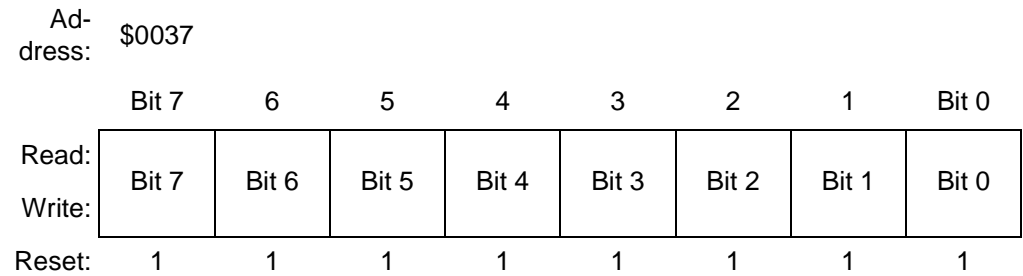 Ad-
dress: $0037
Bit 7 6 5 4 3 2 1 Bit 0
Read:
Bit 7 Bit 6 Bit 5 Bit 4 Bit 3 Bit 2 Bit 1 Bit 0
Write:
Reset: 1 1 1 1 1 1 1 1